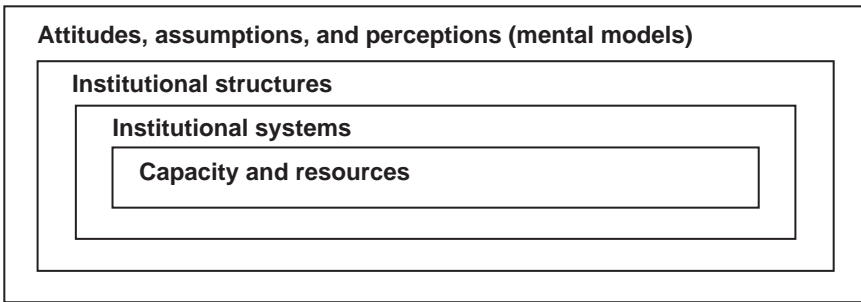 Attitudes, assumptions, and perceptions (mental models)
Institutional structures
Institutional systems
Capacity and resources